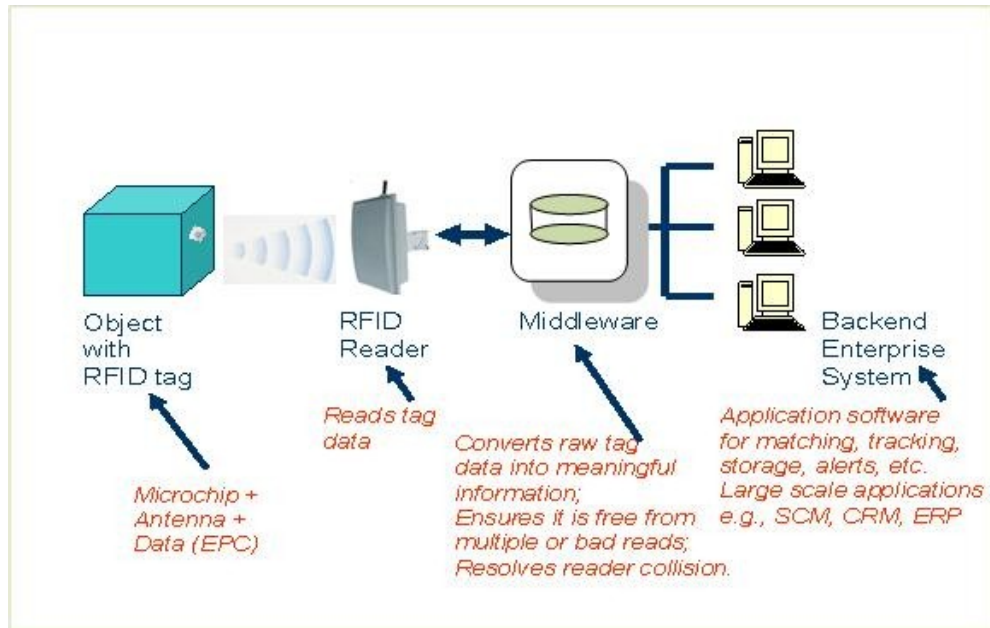 Object
with
RFID tag
RFID
Reader
Middleware
Backend
Enterprise
System
Microchip +
Antenna +
Data (EPC)
Reads tag
data
Converts raw tag
data into meaningful
information;
Ensures it is free from
multiple or bad reads;
Resolves reader collision.
Application software
for matching, tracking,
storage, alerts, etc.
Large scale applications
e.g., SCM, CRM, ERP